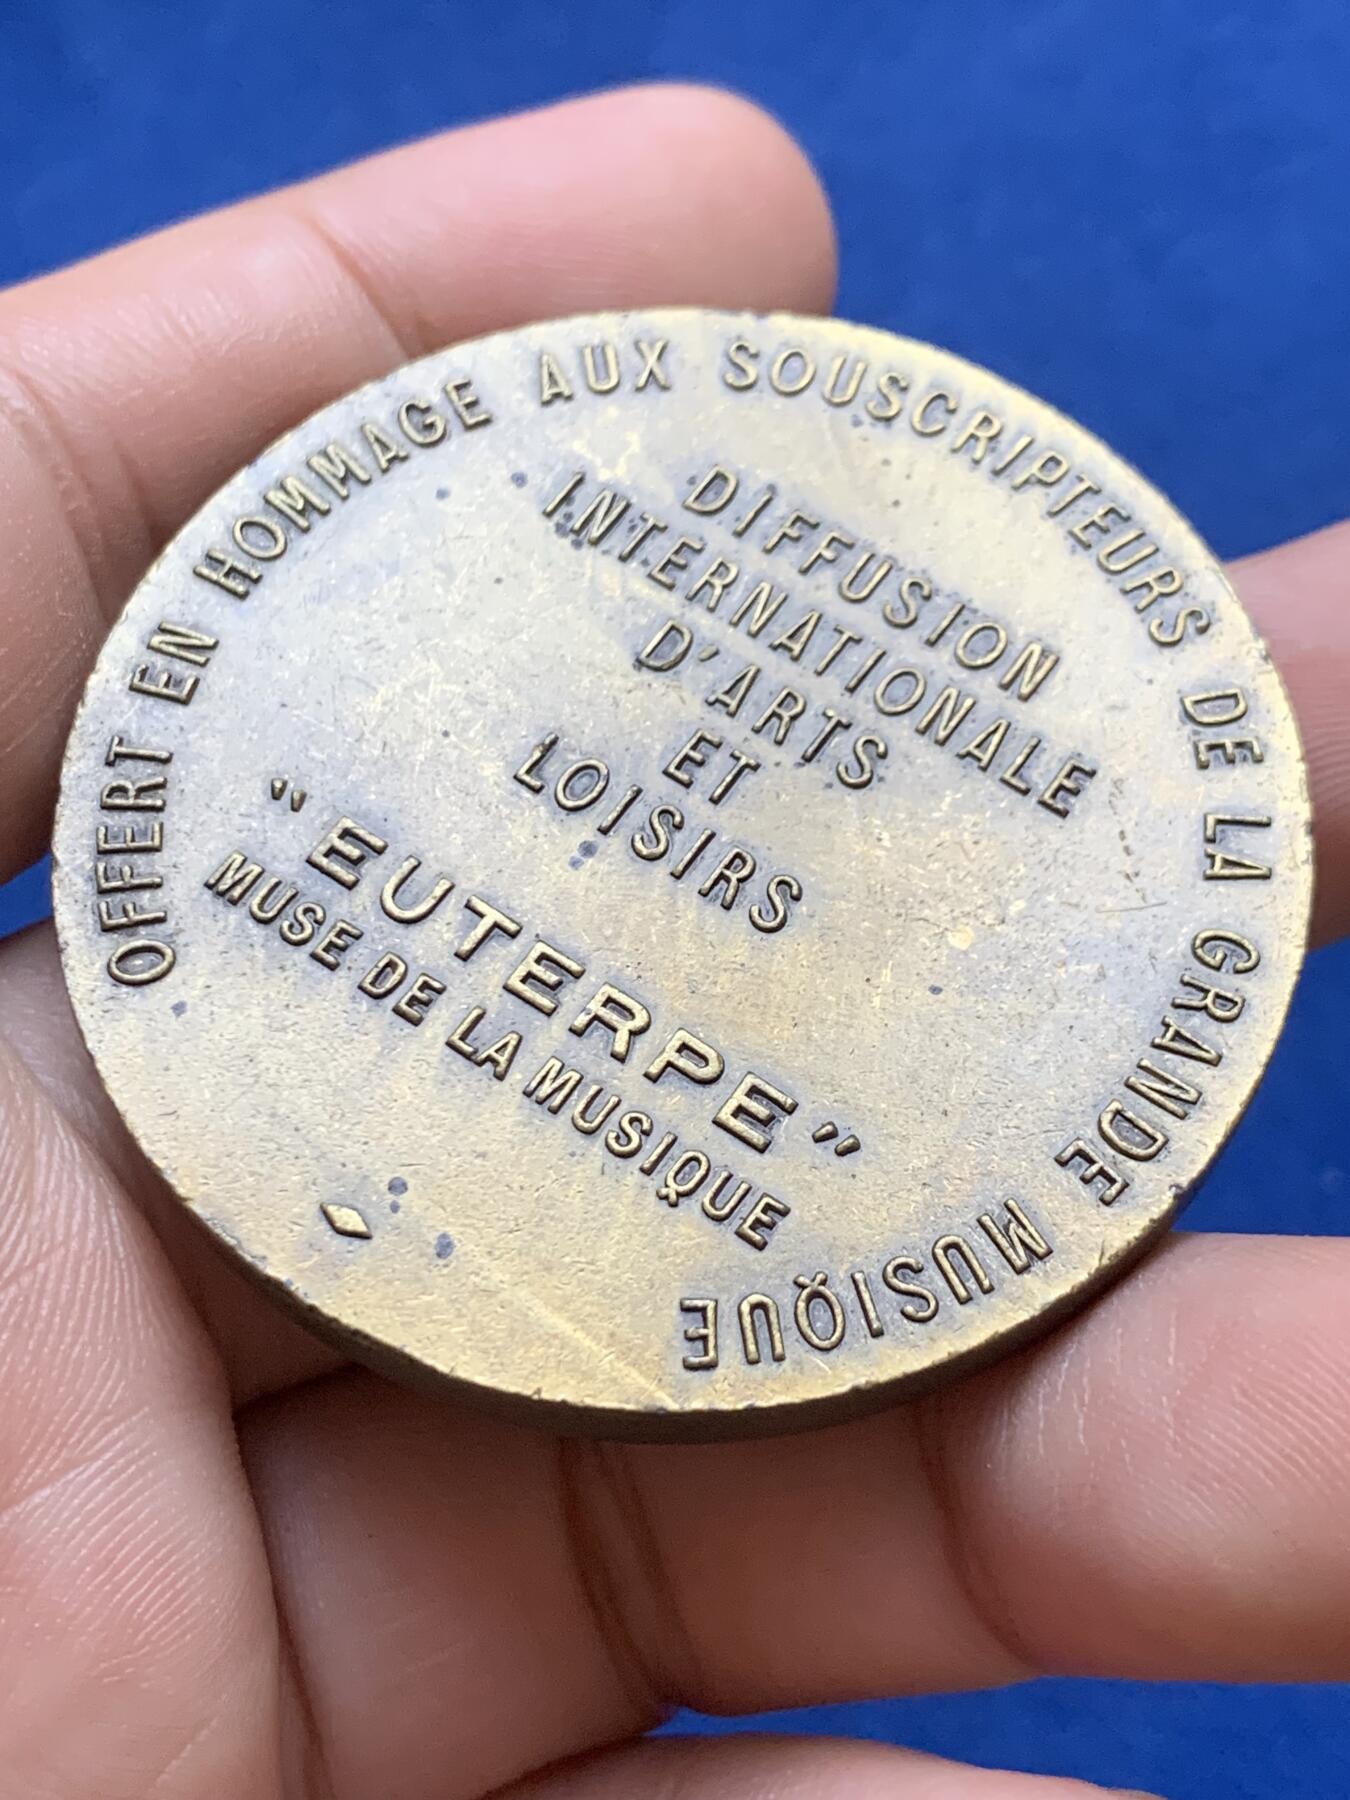 OFFERT EN HOMMAGE AUX SOUSCRIPTEURS DE LA GRANDE MUSIQUE
DIFFUSION
INTERNATIONALE
D'ARTS
ET
LOISIRS
"EUTERPE"
MUSE DE LA MUSIQUE